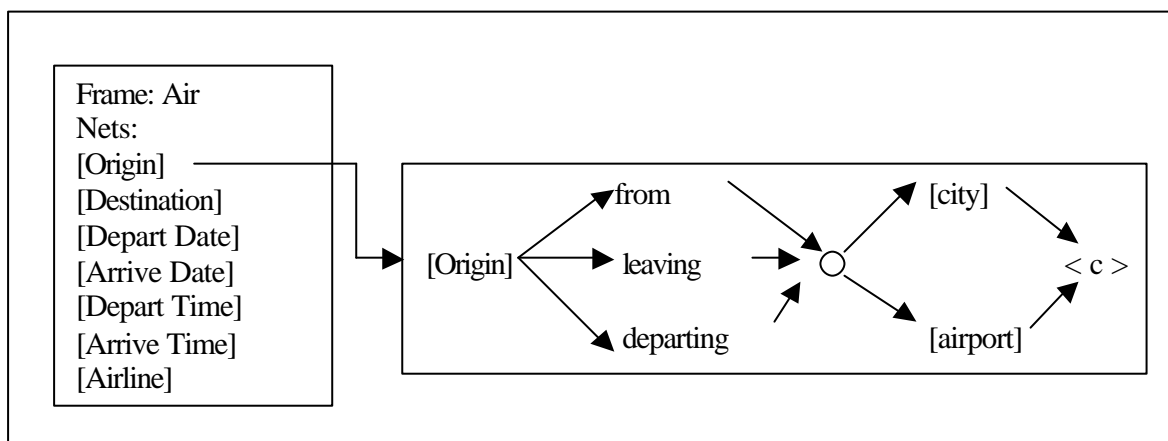 Frame: Air
Nets:
[Origin]
[Destination]
[Depart Date]
[Arrive Date]
[Depart Time]
[Arrive Time]
[Airline]
[Origin]
from
leaving
departing
[city]
[airport]
< c >